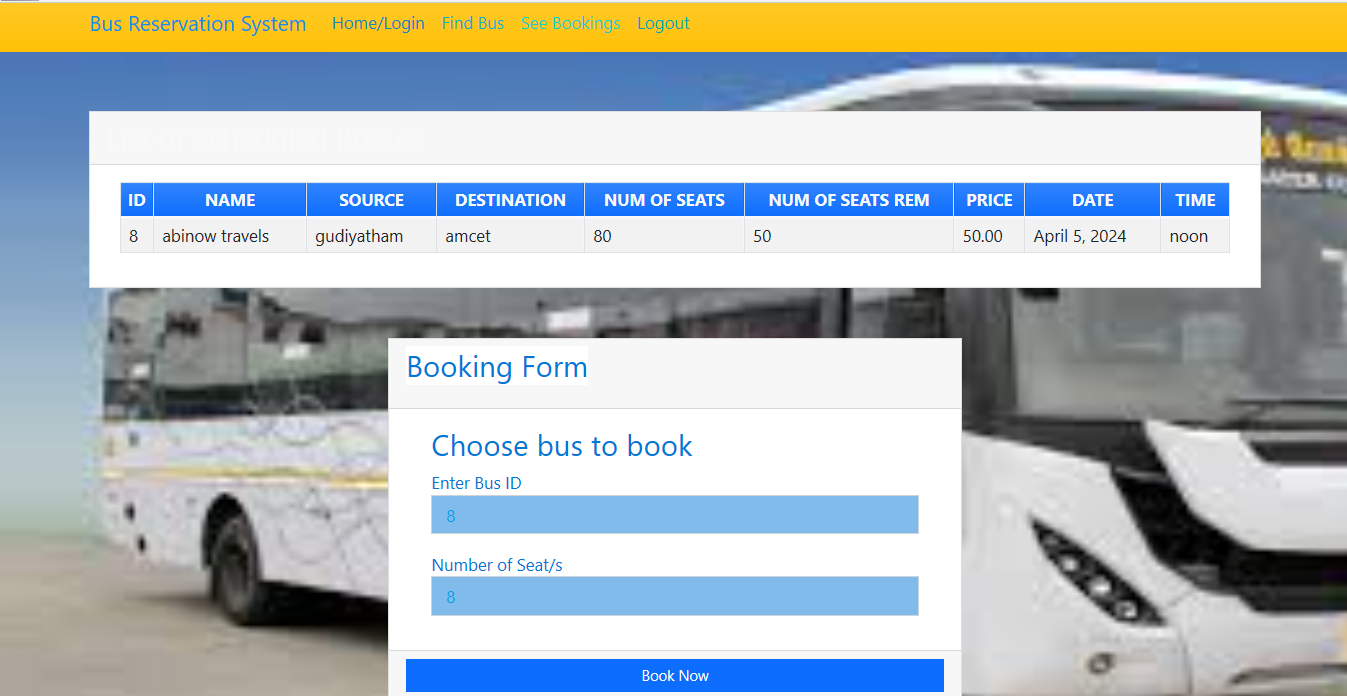 Bus Reservation System Home/Login Find Bus See Bookings Logout
List of Scheduled Busses
ID NAME SOURCE DESTINATION NUM OF SEATS NUM OF SEATS REM PRICE DATE TIME
8 abinow travels gudiyatham amcet 80 50 50.00 April 5, 2024 noon
Booking Form
Choose bus to book
Enter Bus ID
8
Number of Seat/s
8
Book Now